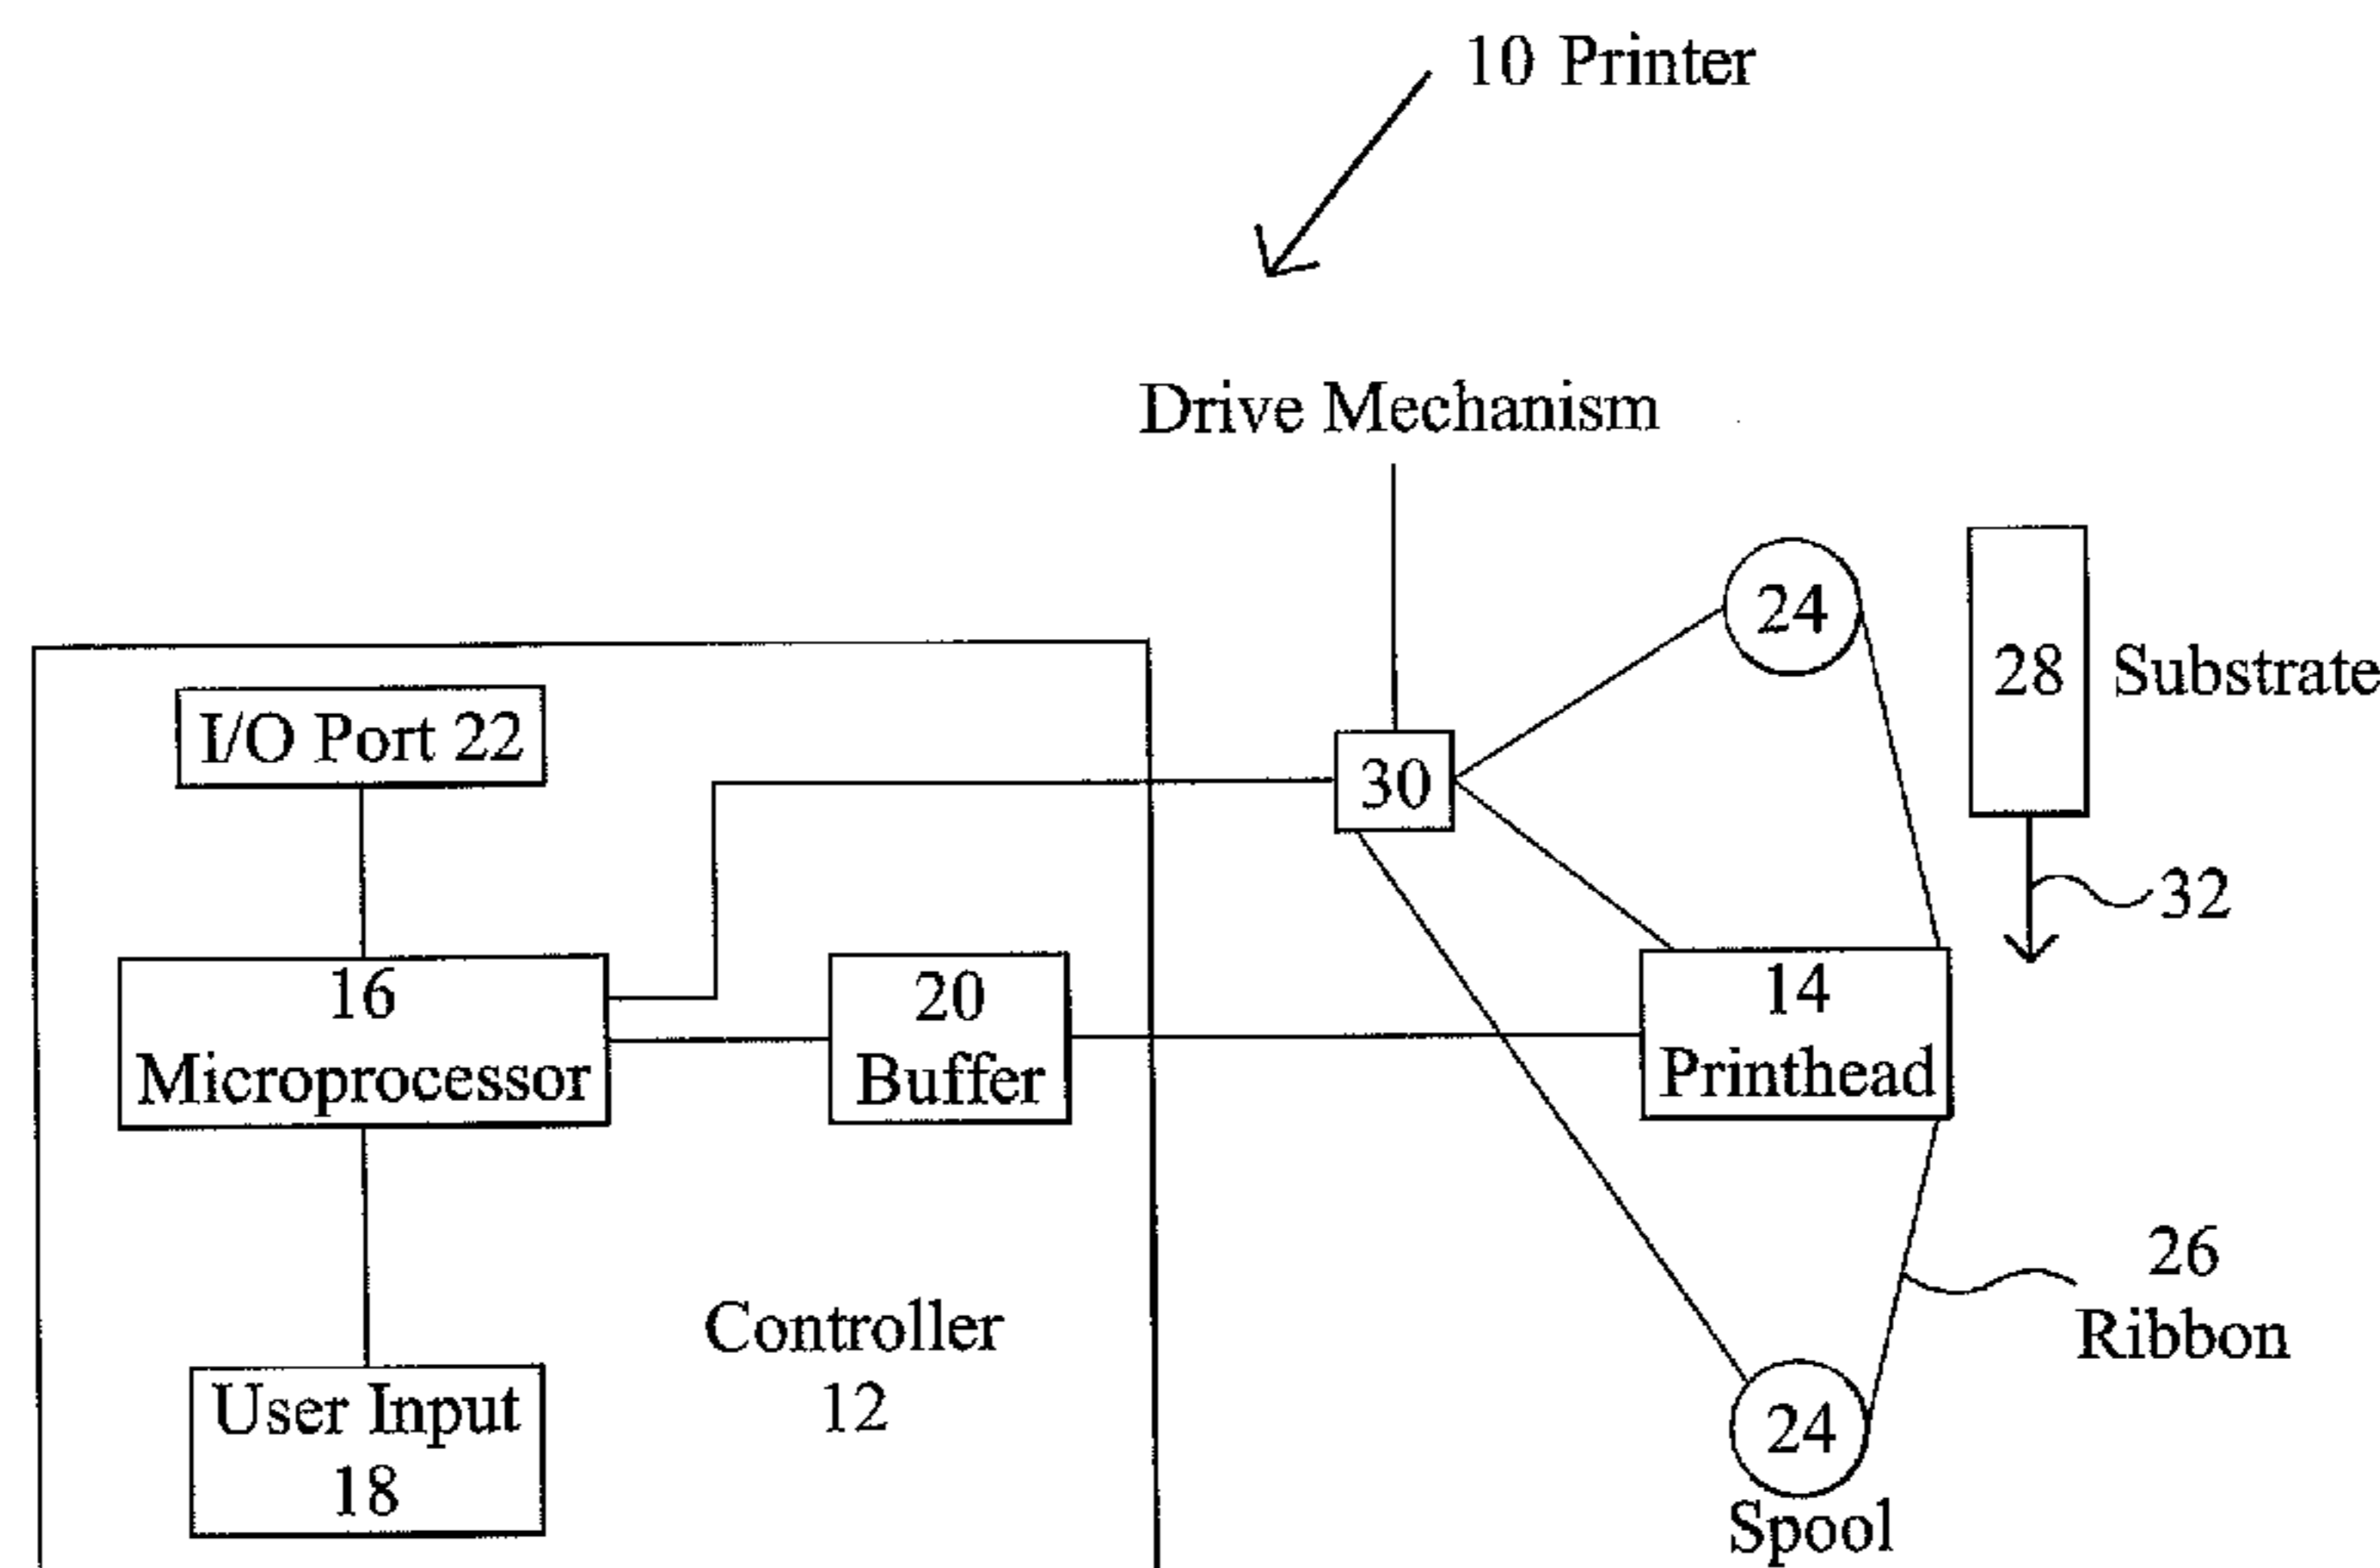 10 Printer
Drive Mechanism
24
28 Substrate
I/O Port 22
30
32
16
Microprocessor
20
Buffer
14
Printhead
26
Ribbon
Controller
12
User Input
18
24
Spool